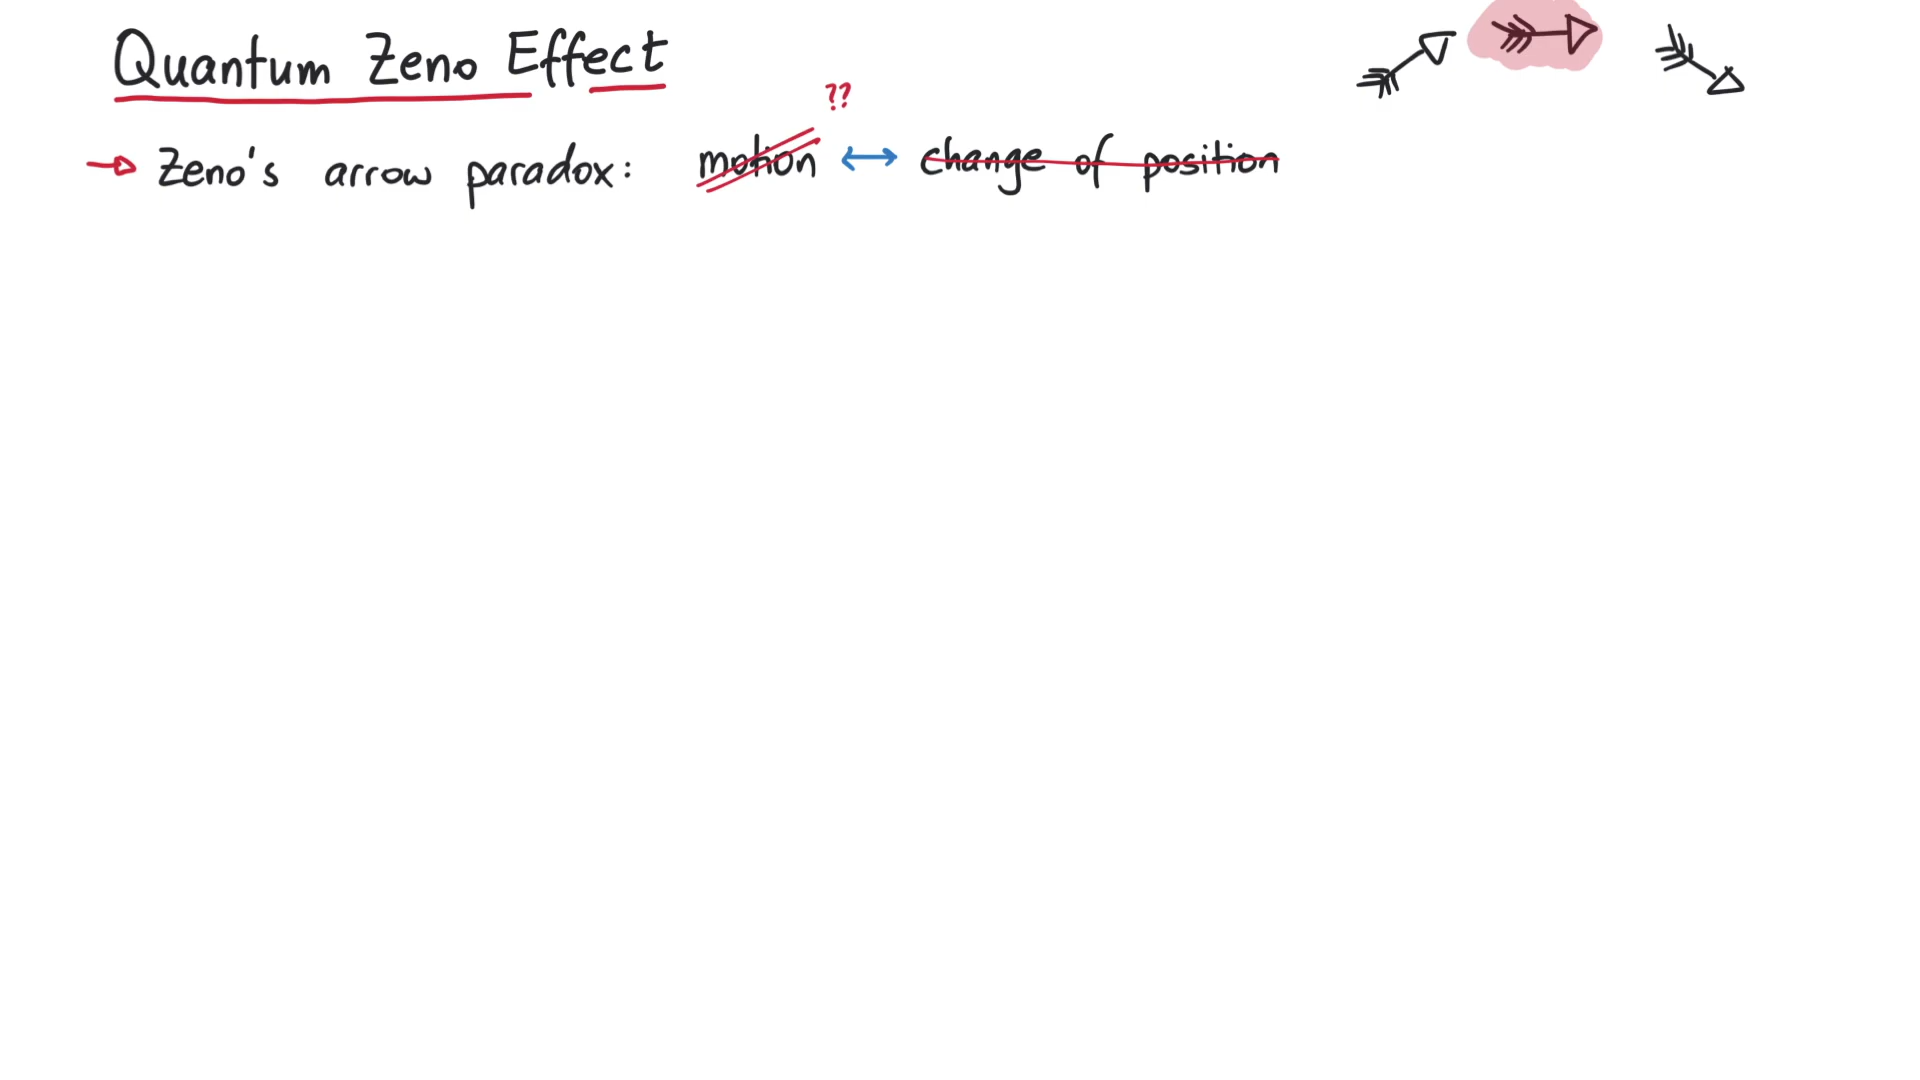 Quantum Zeno Effect
??
→ Zeno's arrow paradox: motion ↔ change of position